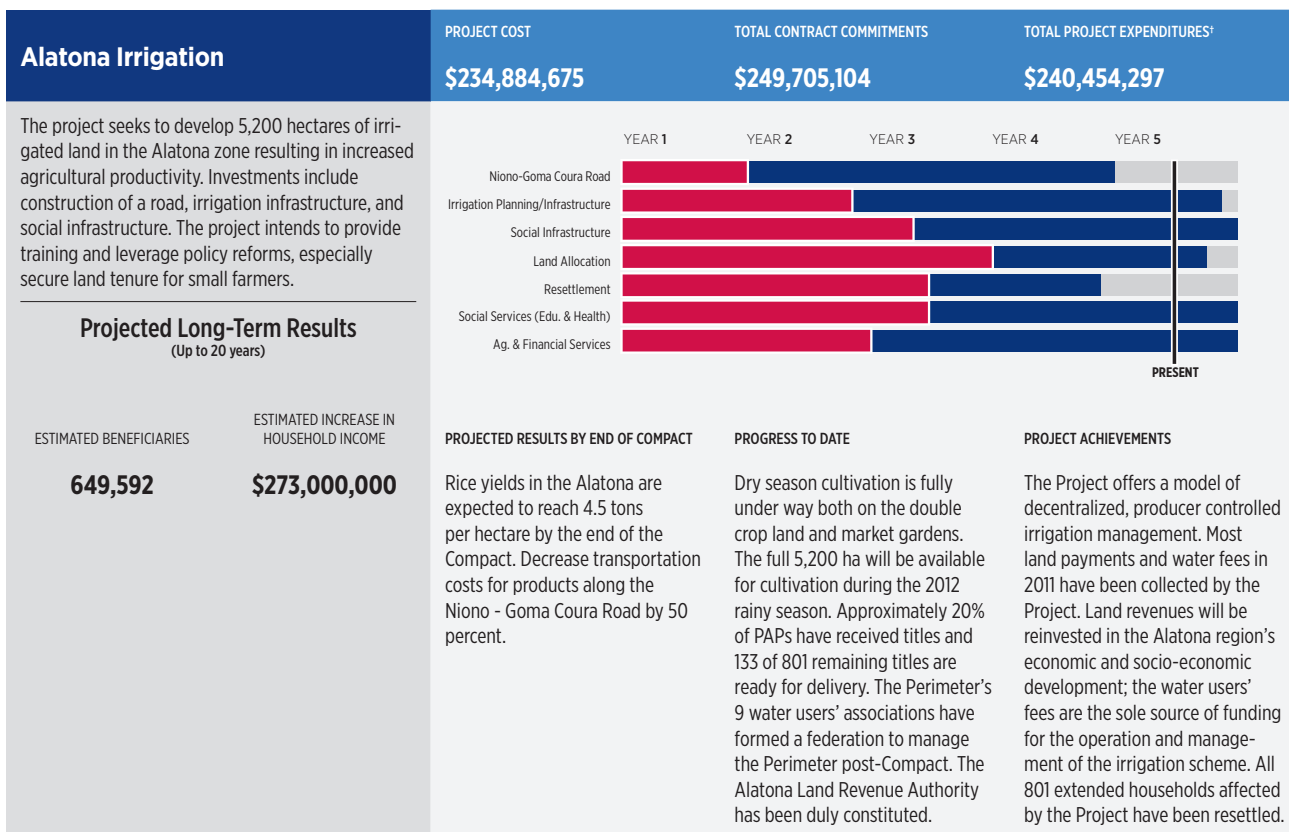 Alatona Irrigation
PROJECT COST
$234,884,675
TOTAL CONTRACT COMMITMENTS
$249,705,104
TOTAL PROJECT EXPENDITURES†
$240,454,297
The project seeks to develop 5,200 hectares of irri-
gated land in the Alatona zone resulting in increased
agricultural productivity. Investments include
construction of a road, irrigation infrastructure, and
social infrastructure. The project intends to provide
training and leverage policy reforms, especially
secure land tenure for small farmers.
Projected Long-Term Results
(Up to 20 years)
ESTIMATED BENEFICIARIES
649,592
ESTIMATED INCREASE IN
HOUSEHOLD INCOME
$273,000,000
YEAR 1 YEAR 2 YEAR 3 YEAR 4 YEAR 5
Niono-Goma Coura Road
Irrigation Planning/Infrastructure
Social Infrastructure
Land Allocation
Resettlement
Social Services (Edu. & Health)
Ag. & Financial Services
PRESENT
PROJECTED RESULTS BY END OF COMPACT
Rice yields in the Alatona are
expected to reach 4.5 tons
per hectare by the end of the
Compact. Decrease transportation
costs for products along the
Niono - Goma Coura Road by 50
percent.
PROGRESS TO DATE
Dry season cultivation is fully
under way both on the double
crop land and market gardens.
The full 5,200 ha will be available
for cultivation during the 2012
rainy season. Approximately 20%
of PAPs have received titles and
133 of 801 remaining titles are
ready for delivery. The Perimeter's
9 water users' associations have
formed a federation to manage
the Perimeter post-Compact. The
Alatona Land Revenue Authority
has been duly constituted.
PROJECT ACHIEVEMENTS
The Project offers a model of
decentralized, producer controlled
irrigation management. Most
land payments and water fees in
2011 have been collected by the
Project. Land revenues will be
reinvested in the Alatona region's
economic and socio-economic
development; the water users'
fees are the sole source of funding
for the operation and manage-
ment of the irrigation scheme. All
801 extended households affected
by the Project have been resettled.